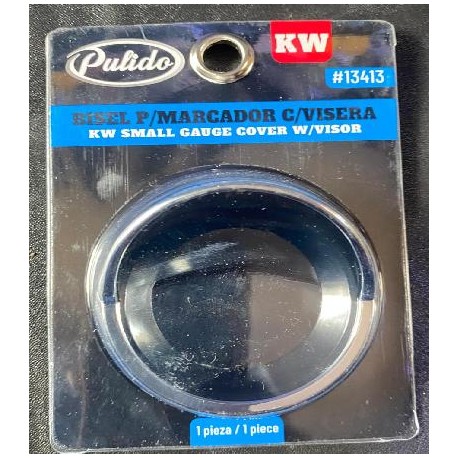 Pulido
KW
#13413
BISEL P/MARCADOR C/VISERA
KW SMALL GAUGE COVER W/VISOR
1 pieza / 1 piece